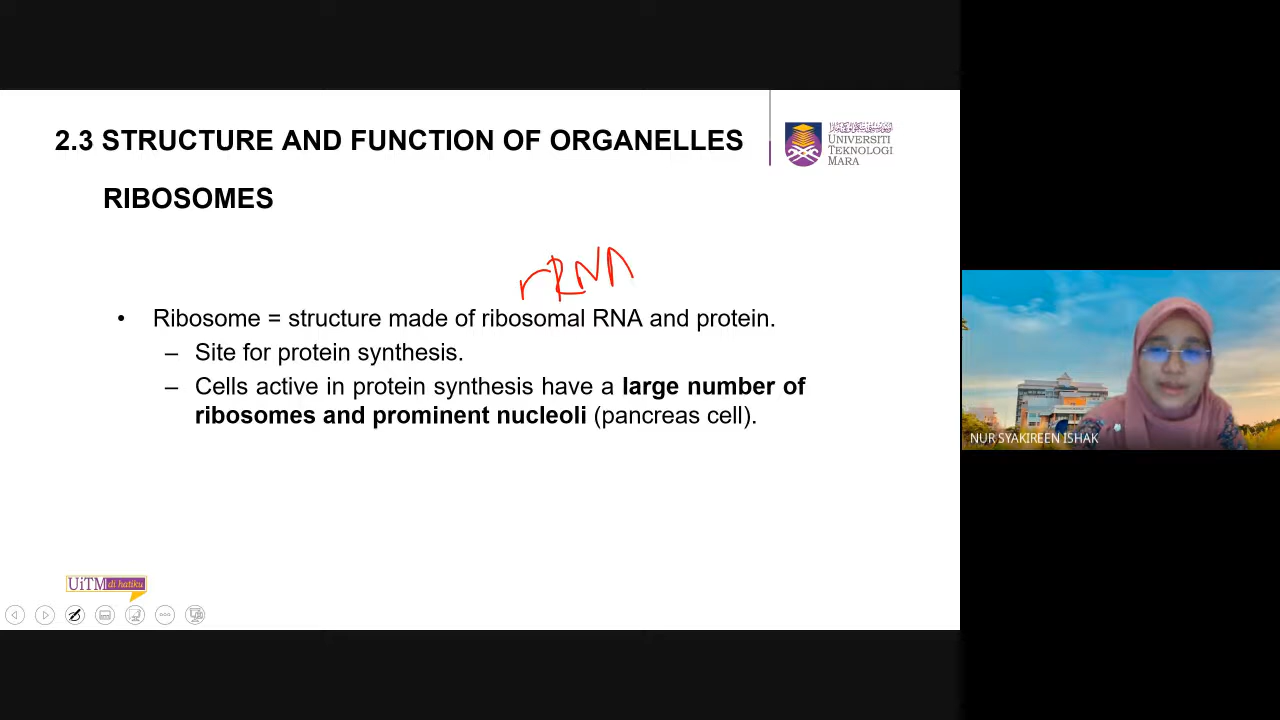 2.3 STRUCTURE AND FUNCTION OF ORGANELLES
RIBOSOMES
UNIVERSITI
TEKNOLOGI
MARA
rRNA
• Ribosome = structure made of ribosomal RNA and protein.
– Site for protein synthesis.
– Cells active in protein synthesis have a large number of
ribosomes and prominent nucleoli (pancreas cell).
NUR SYAKIREEN ISHAK
UiTM di hatiku